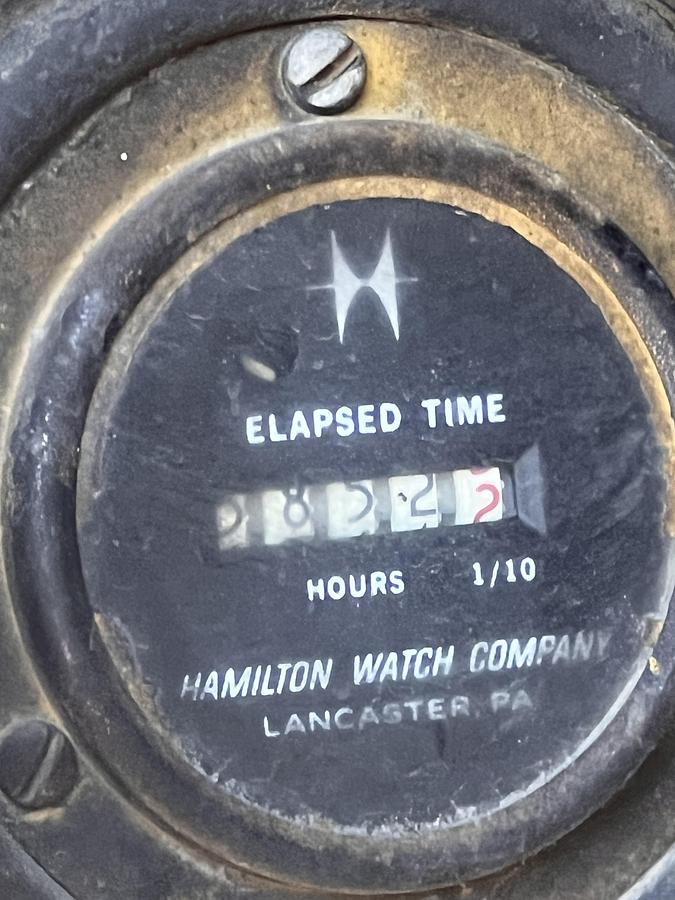 ELAPSED TIME
HOURS 1/10
HAMILTON WATCH COMPANY
LANCASTER, PA